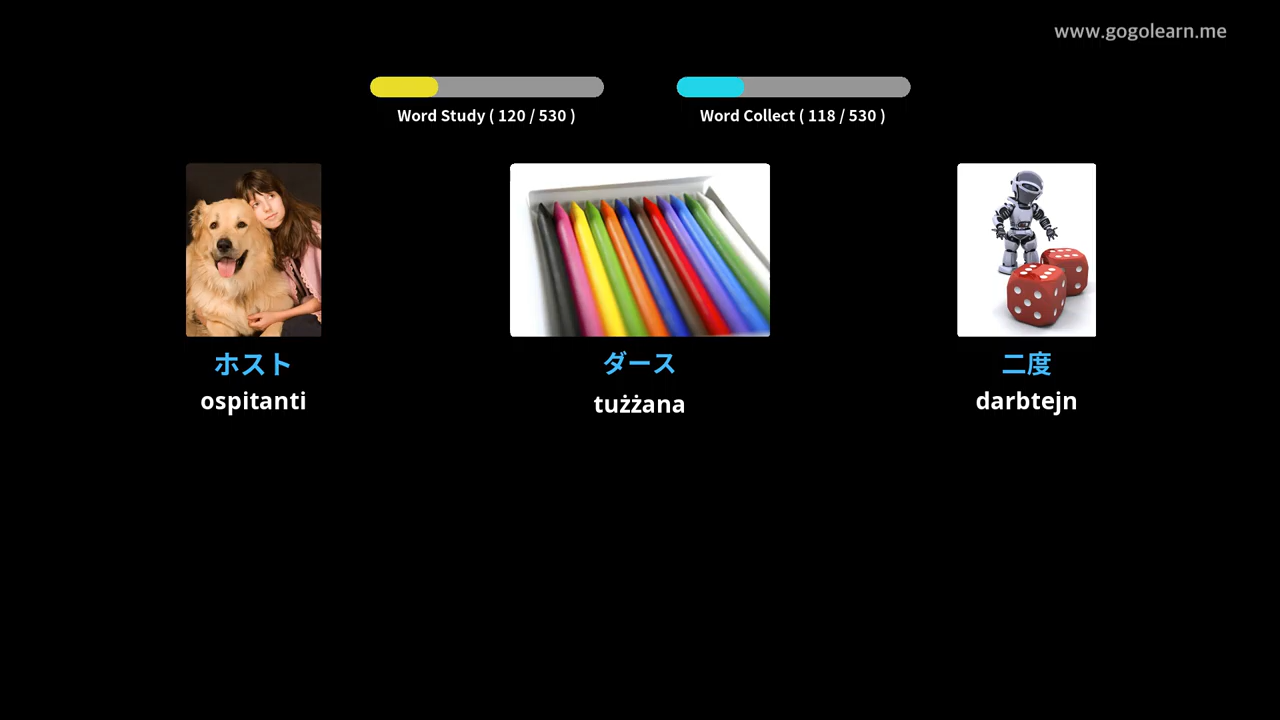 www.gogolearn.me
Word Study ( 120 / 530 )
Word Collect ( 118 / 530 )
ホスト
ospitanti
ダース
tużżana
二度
darbtejn